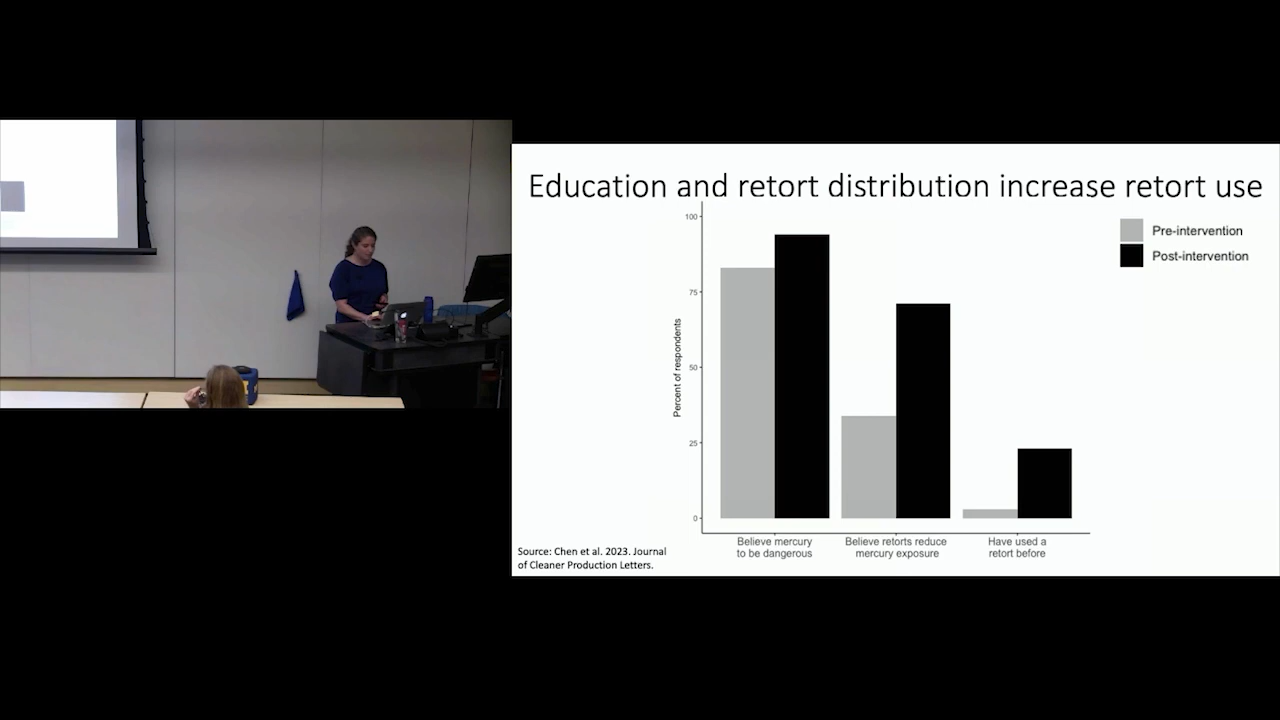 Education and retort distribution increase retort use
Pre-intervention
Post-intervention
100
75
50
25
0
Percent of respondents
Believe mercury
to be dangerous
Believe retorts reduce
mercury exposure
Have used a
retort before
Source: Chen et al. 2023. Journal
of Cleaner Production Letters.